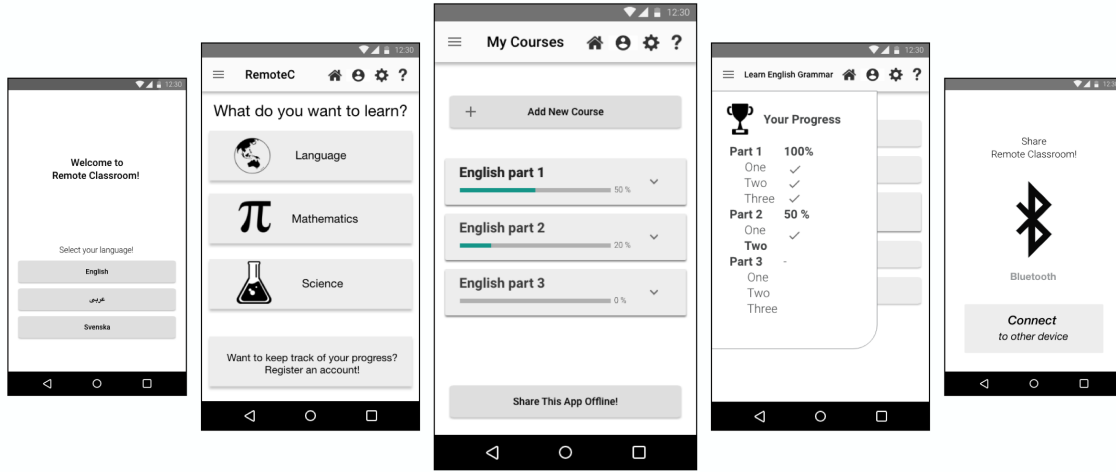 12:30
Welcome to
Remote Classroom!
Select your language!
English
عربى
Svenska
12:30
RemoteC
?
What do you want to learn?
Language
π
Mathematics
Science
Want to keep track of your progress?
Register an account!
12:30
My Courses ?
+ Add New Course
English part 1
50 %
English part 2
20 %
English part 3
0 %
Share This App Offline!
12:30
Learn English Grammar ?
Your Progress
Part 1 100%
One
Two
Three
Part 2 50 %
One
Two
Part 3 -
One
Two
Three
12:30
Share
Remote Classroom!
Bluetooth
Connect
to other device